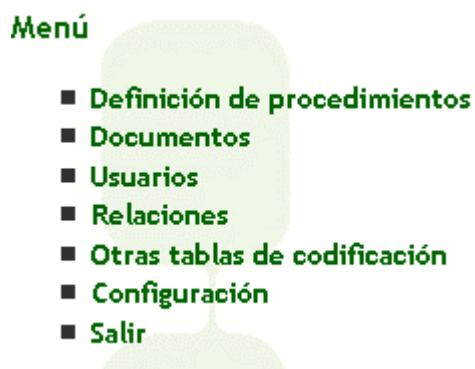 Menú
Definición de procedimientos
Documentos
Usuarios
Relaciones
Otras tablas de codificación
Configuración
Salir